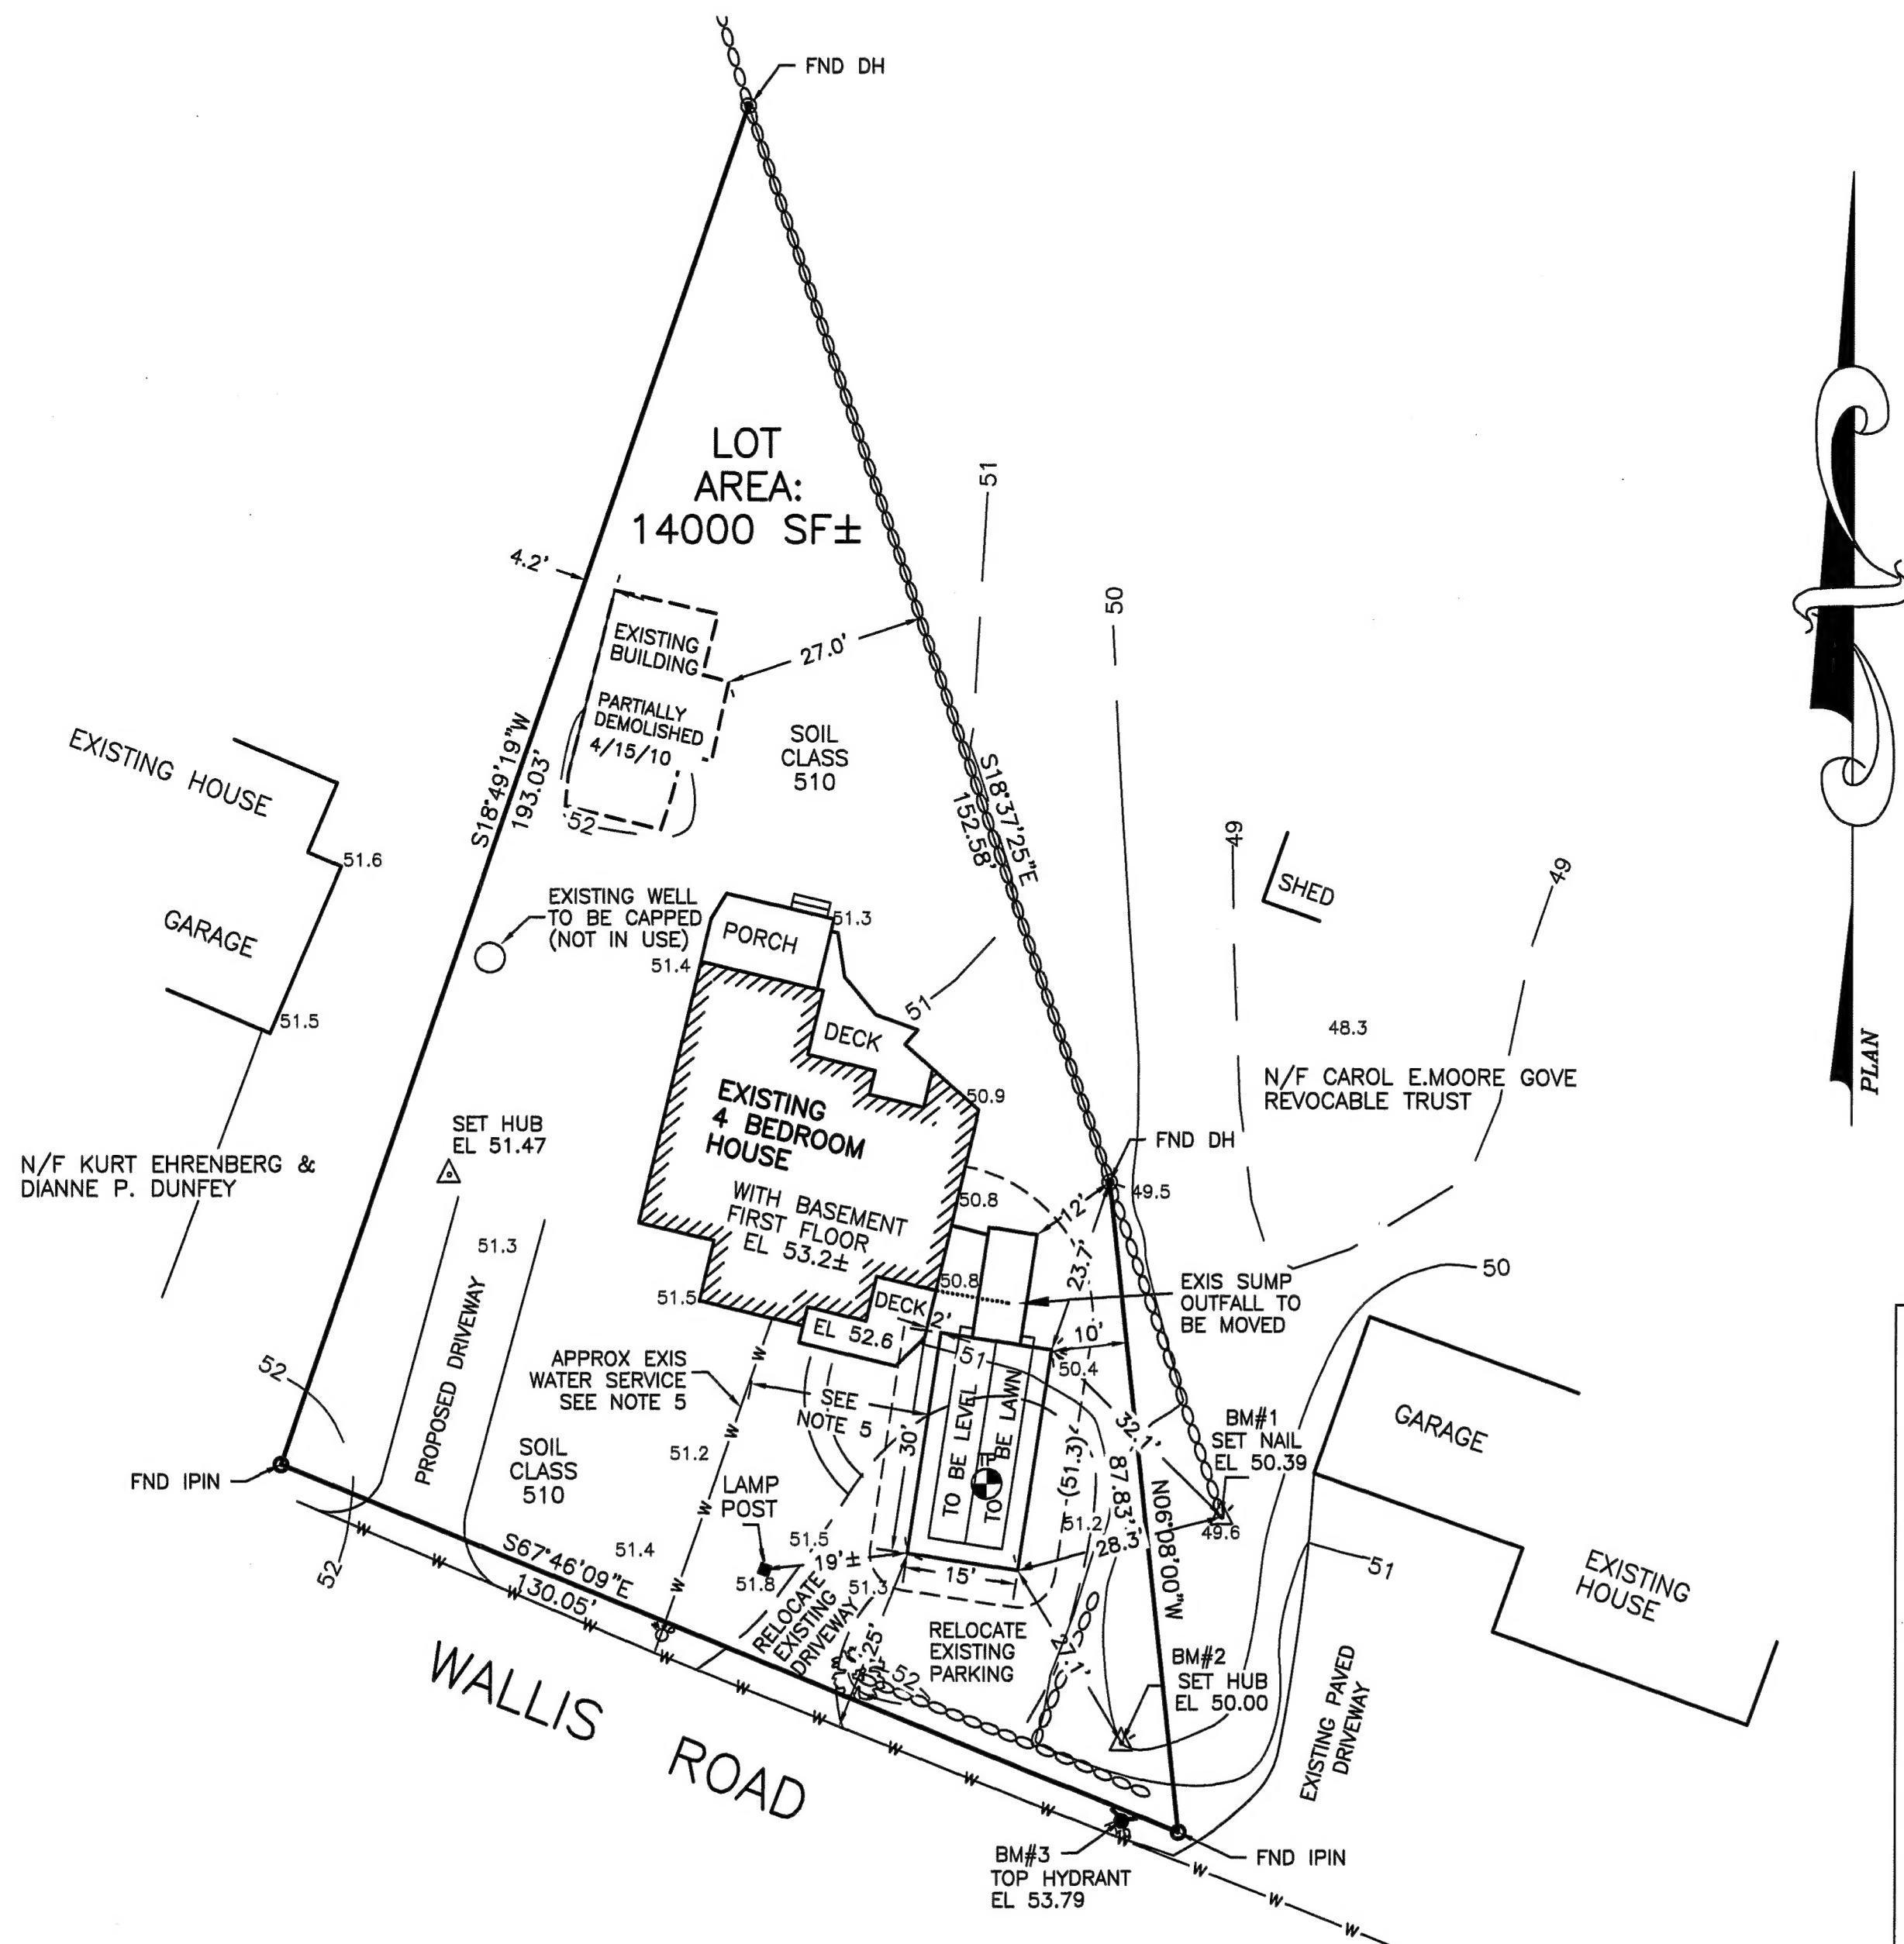 FND DH
LOT
AREA:
14000 SF±
51
50
4.2'
EXISTING
BUILDING
27.0'
PARTIALLY
DEMOLISHED
4/15/10
52
SOIL
CLASS
510
S18°49'19"W
193.03'
S18°37'25"E
152.58'
EXISTING HOUSE
51.6
GARAGE
51.5
49
SHED
49
EXISTING WELL
TO BE CAPPED
(NOT IN USE)
51.4
PORCH
51.3
51
DECK
48.3
PLAN
N/F CAROL E.MOORE GOVE
REVOCABLE TRUST
50.9
EXISTING
4 BEDROOM
HOUSE
WITH BASEMENT
FIRST FLOOR
EL 53.2±
SET HUB
EL 51.47
FND DH
N/F KURT EHRENBERG &
DIANNE P. DUNFEY
49.5
50.8
12'
51.3
23.7'
50
50.8
EXIS SUMP
OUTFALL TO
BE MOVED
51.5
DECK
EL 52.6
2'
10'
51
50.4
52
PROPOSED DRIVEWAY
APPROX EXIS
WATER SERVICE
SEE NOTE 5
SEE
NOTE 5
30'
TO BE LEVEL
TO BE LAWN
TP
32.1'
BM#1
SET NAIL
EL 50.39
GARAGE
SOIL
CLASS
510
51.2
(51.3)
87.83'
N06°08'00"W
FND IPIN
LAMP
POST
51.5
51.2
49.6
28.3'
S67°46'09"E
130.05'
51.4
19'±
51.8
51.3
15'
51
EXISTING
HOUSE
52
RELOCATE
EXISTING
DRIVEWAY
25'
RELOCATE
EXISTING
PARKING
52
BM#2
SET HUB
EL 50.00
EXISTING PAVED
DRIVEWAY
WALLIS ROAD
BM#3
TOP HYDRANT
EL 53.79
FND IPIN
W W W W W W W W W W W W W W